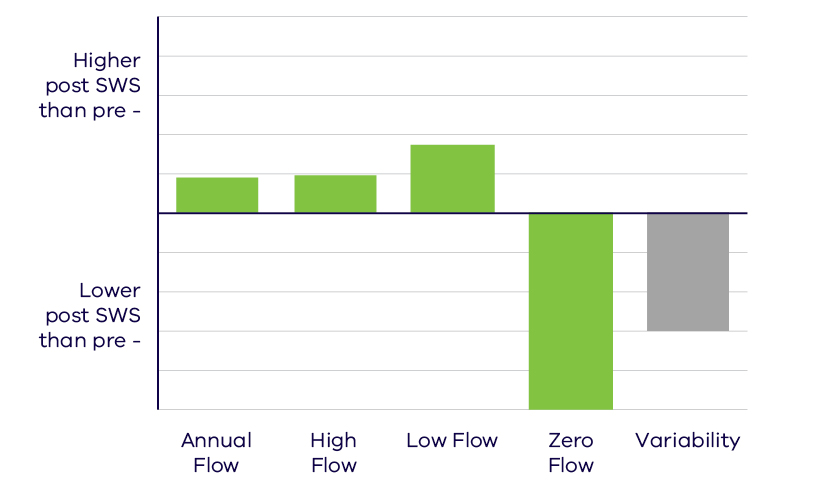 Higher
post SWS
than pre -
Lower
post SWS
than pre -
Annual
Flow
High
Flow
Low Flow
Zero
Flow
Variability